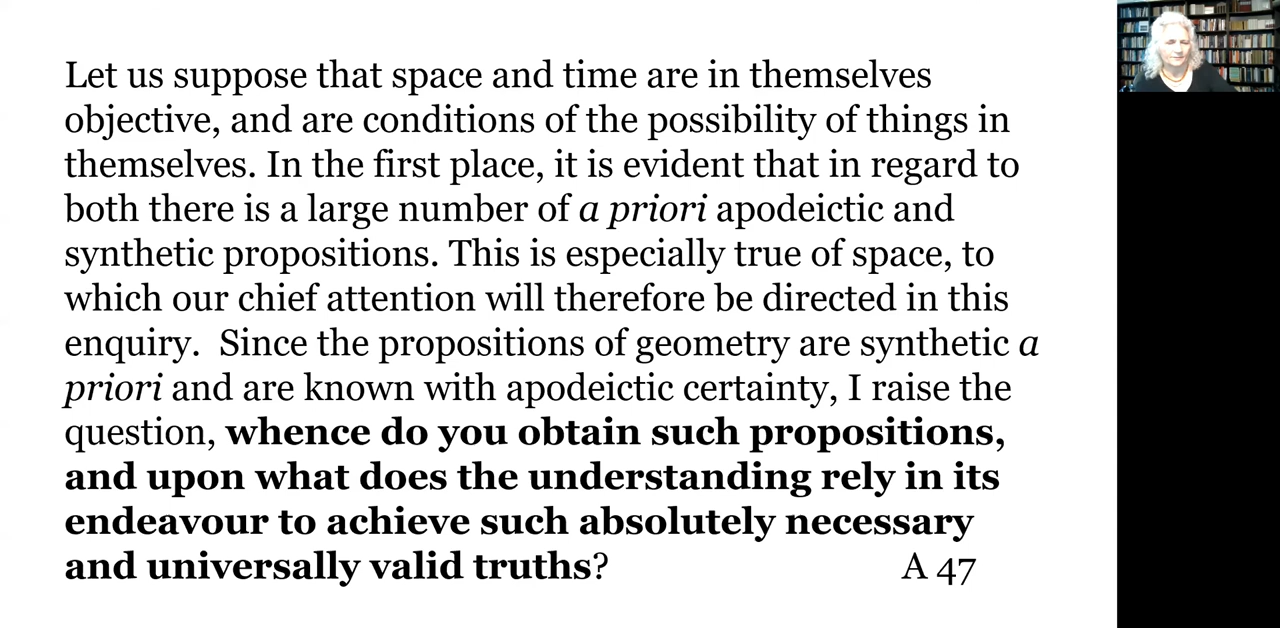 Let us suppose that space and time are in themselves
objective, and are conditions of the possibility of things in
themselves. In the first place, it is evident that in regard to
both there is a large number of a priori apodeictic and
synthetic propositions. This is especially true of space, to
which our chief attention will therefore be directed in this
enquiry.  Since the propositions of geometry are synthetic a
priori and are known with apodeictic certainty, I raise the
question, whence do you obtain such propositions,
and upon what does the understanding rely in its
endeavour to achieve such absolutely necessary
and universally valid truths? A 47